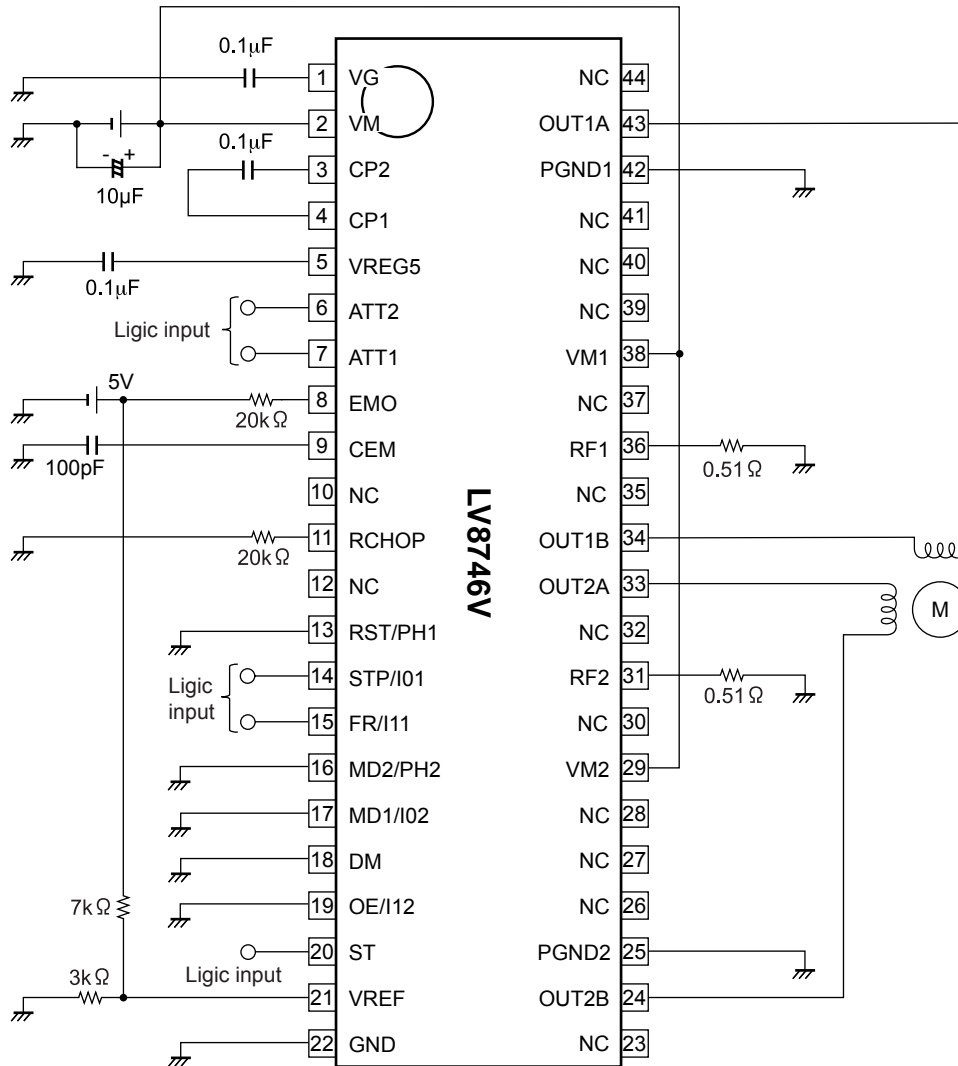 0.1µF
1 VG
2 VM
- +
10µF
0.1µF
3 CP2
4 CP1
5 VREG5
0.1µF
6 ATT2
Ligic input
7 ATT1
5V
8 EMO
20kΩ
9 CEM
100pF
10 NC
11 RCHOP
20kΩ
12 NC
13 RST/PH1
14 STP/I01
Ligic
input
15 FR/I11
16 MD2/PH2
17 MD1/I02
18 DM
7kΩ
19 OE/I12
20 ST
Ligic input
3kΩ
21 VREF
22 GND
LV8746V
NC 44
OUT1A 43
PGND1 42
NC 41
NC 40
NC 39
VM1 38
NC 37
RF1 36
0.51Ω
NC 35
OUT1B 34
OUT2A 33
M
NC 32
RF2 31
0.51Ω
NC 30
VM2 29
NC 28
NC 27
NC 26
PGND2 25
OUT2B 24
NC 23